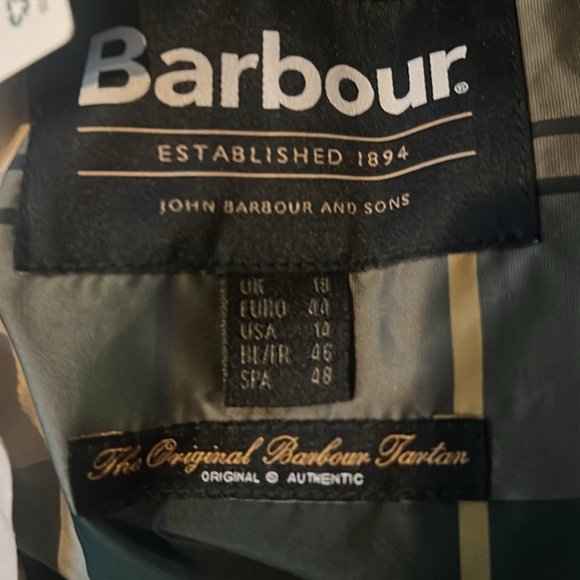 Barbour®
ESTABLISHED 1894
JOHN BARBOUR AND SONS
UK 18
EURO 44
USA 14
BE/FR 46
SPA 48
The Original Barbour Tartan
ORIGINAL © AUTHENTIC